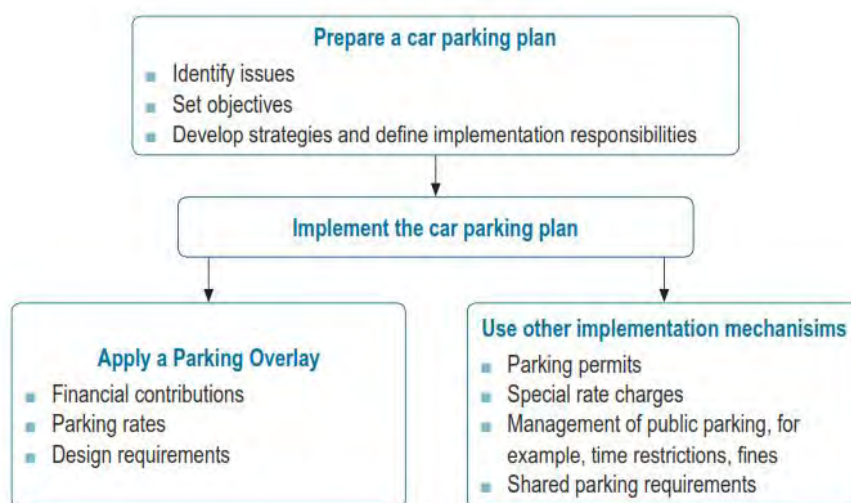 Prepare a car parking plan
Identify issues
Set objectives
Develop strategies and define implementation responsibilities
Implement the car parking plan
Apply a Parking Overlay
Financial contributions
Parking rates
Design requirements
Use other implementation mechanisims
Parking permits
Special rate charges
Management of public parking, for
example, time restrictions, fines
Shared parking requirements